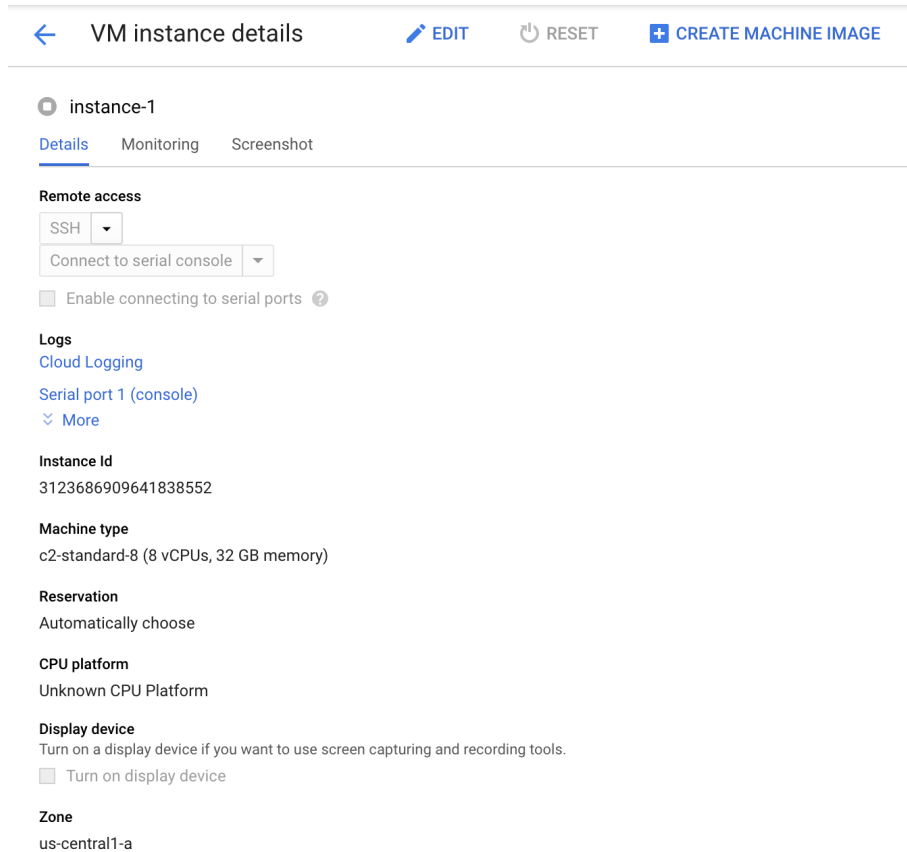 VM instance details
EDIT
RESET
CREATE MACHINE IMAGE
instance-1
Details
Monitoring
Screenshot
Remote access
SSH
Connect to serial console
Enable connecting to serial ports
Logs
Cloud Logging
Serial port 1 (console)
More
Instance Id
3123686909641838552
Machine type
c2-standard-8 (8 vCPUs, 32 GB memory)
Reservation
Automatically choose
CPU platform
Unknown CPU Platform
Display device
Turn on a display device if you want to use screen capturing and recording tools.
Turn on display device
Zone
us-central1-a